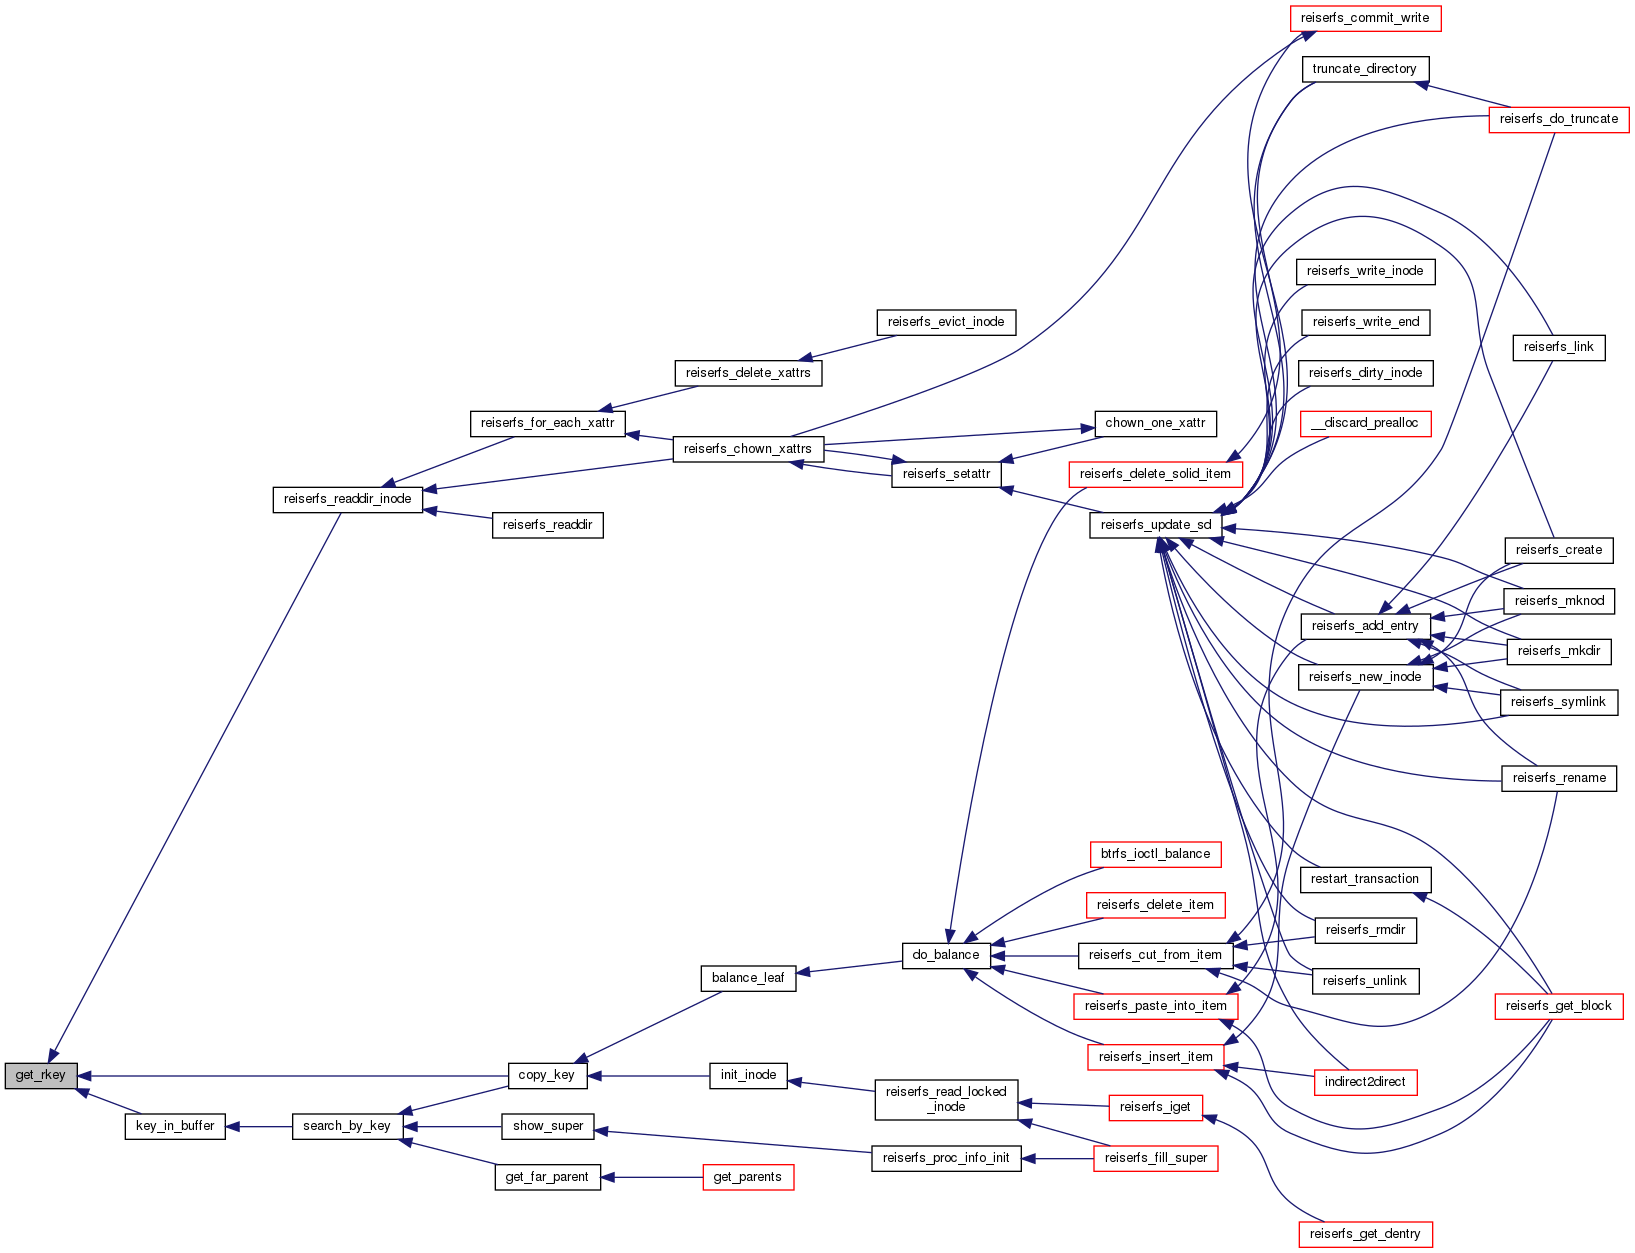 reiserfs_commit_write
truncate_directory
reiserfs_do_truncate
reiserfs_write_inode
reiserfs_evict_inode
reiserfs_write_end
reiserfs_link
reiserfs_delete_xattrs
reiserfs_dirty_inode
reiserfs_for_each_xattr
chown_one_xattr
__discard_prealloc
reiserfs_chown_xattrs
reiserfs_setattr
reiserfs_delete_solid_item
reiserfs_readdir_inode
reiserfs_readdir
reiserfs_update_sd
reiserfs_create
reiserfs_mknod
reiserfs_add_entry
reiserfs_mkdir
reiserfs_new_inode
reiserfs_symlink
reiserfs_rename
btrfs_ioctl_balance
restart_transaction
reiserfs_delete_item
reiserfs_rmdir
do_balance
reiserfs_cut_from_item
balance_leaf
reiserfs_unlink
reiserfs_paste_into_item
reiserfs_get_block
reiserfs_insert_item
get_rkey
copy_key
init_inode
indirect2direct
reiserfs_read_locked
_inode
reiserfs_iget
key_in_buffer
search_by_key
show_super
reiserfs_proc_info_init
reiserfs_fill_super
get_far_parent
get_parents
reiserfs_get_dentry